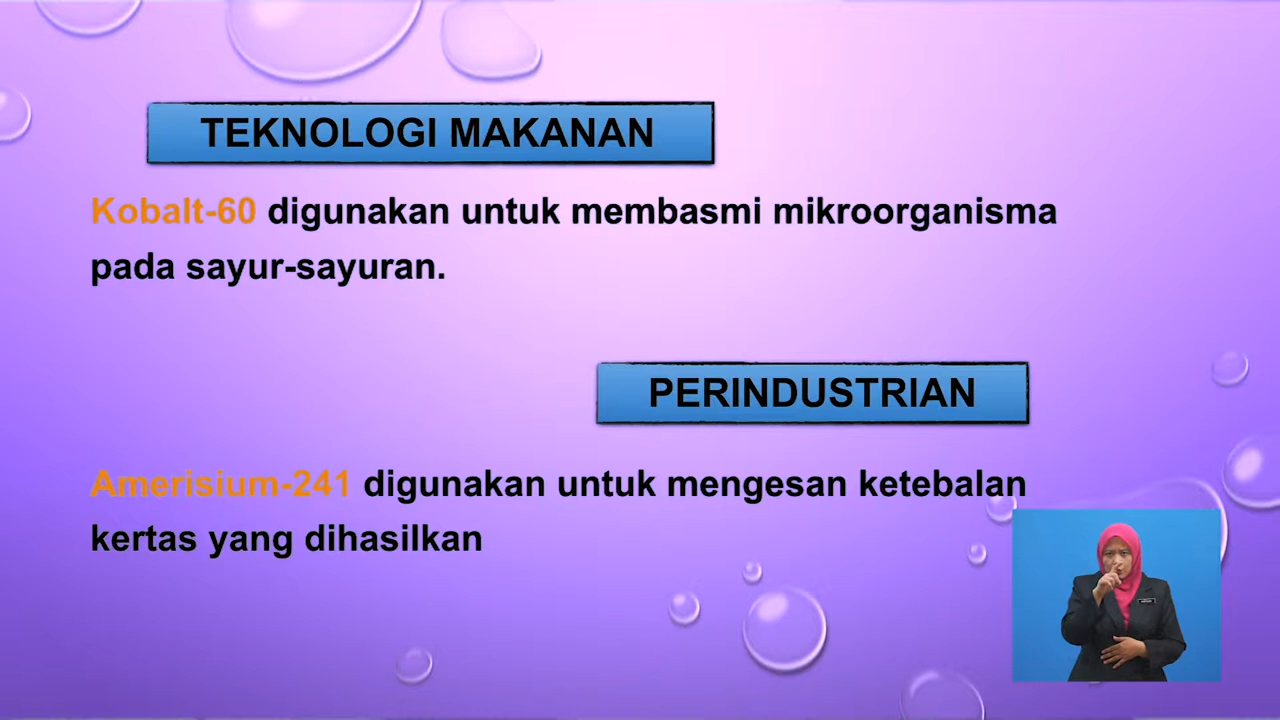 TEKNOLOGI MAKANAN
Kobalt-60 digunakan untuk membasmi mikroorganisma
pada sayur-sayuran.
PERINDUSTRIAN
Amerisium-241 digunakan untuk mengesan ketebalan
kertas yang dihasilkan